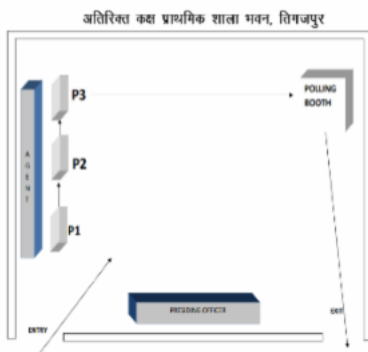 अतिरिक्त कक्ष प्राथमिक शाला भवन, तिगजपुर
P3
POLLING
BOOTH
AGENT
P2
P1
PRESIDING OFFICER
ENTRY
EXIT